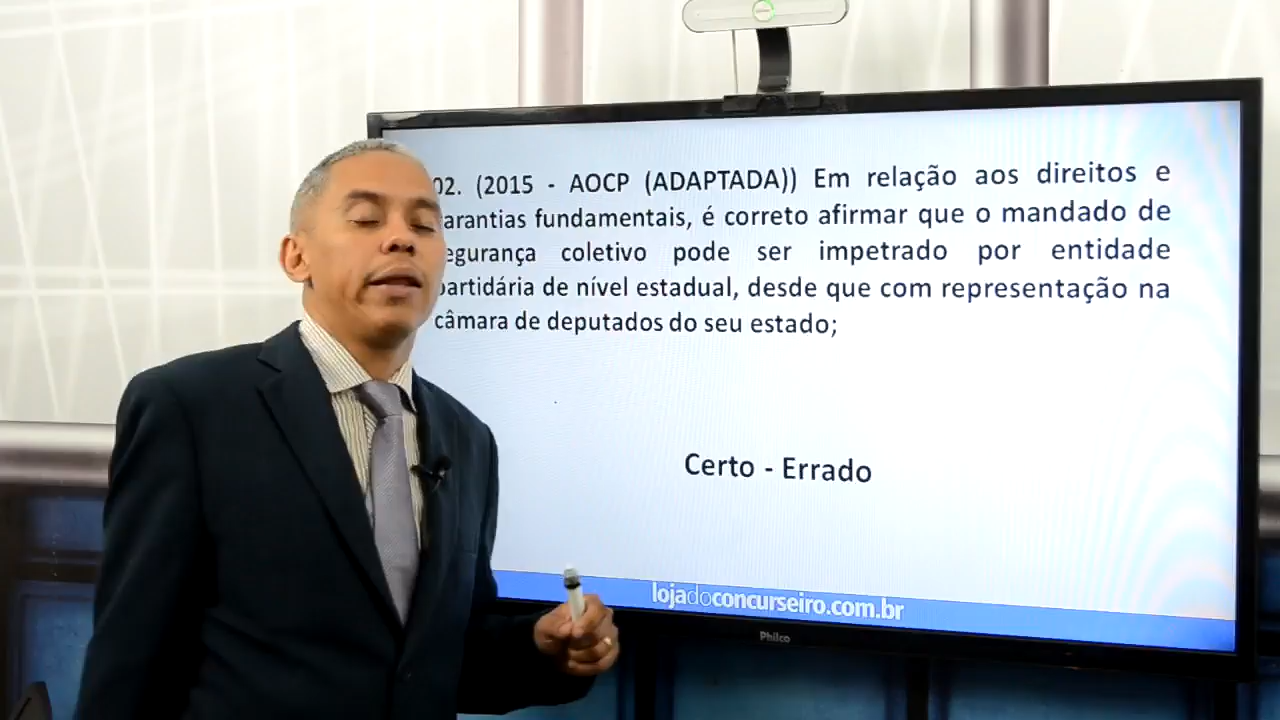 02. (2015 - AOCP (ADAPTADA)) Em relação aos direitos e
arantias fundamentais, é correto afirmar que o mandado de
egurança coletivo pode ser impetrado por entidade
partidária de nível estadual, desde que com representação na
câmara de deputados do seu estado;
Certo - Errado
lojadoconcurseiro.com.br
Philco